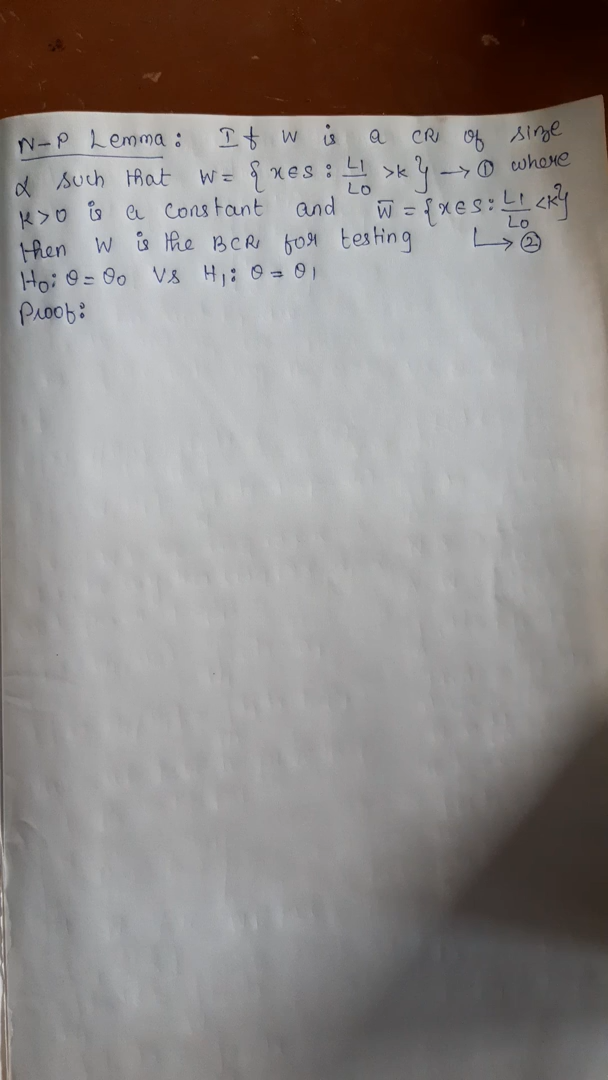 N-P Lemma: If W is a CR of size
α such that W = {x∈S : L1/L0 >k} → ① where
k>0 is a constant and W̅ = {x∈S : L1/L0 <k}
then W is the BCR for testing ↳ ②
H0: θ = θ0 Vs H1: θ = θ1
Proof: